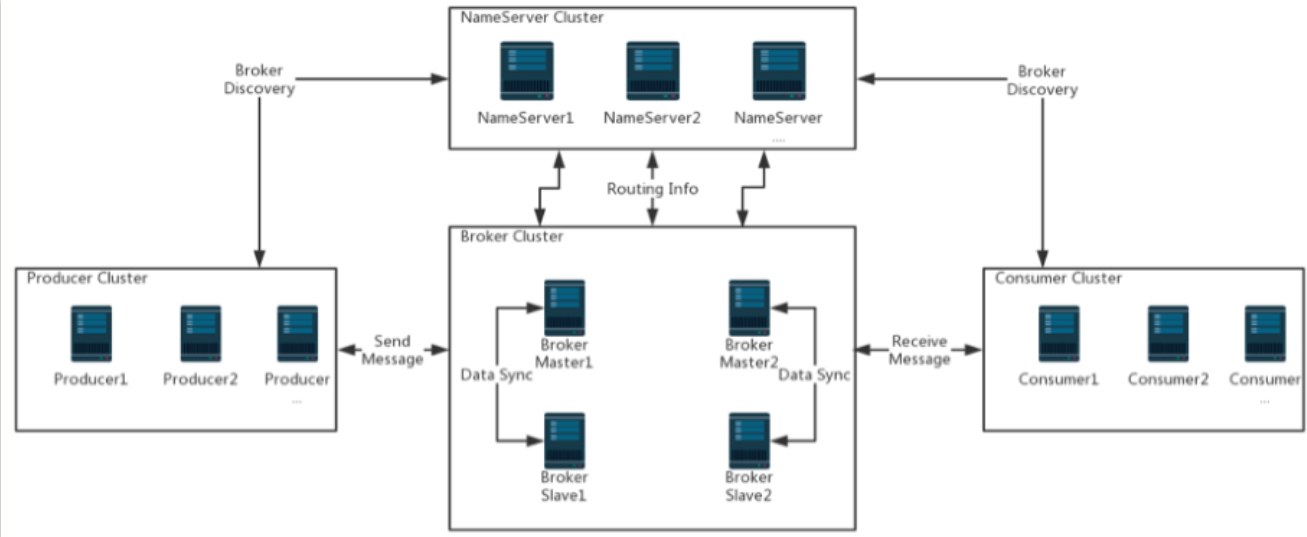 NameServer Cluster
NameServer1
NameServer2
NameServer
....
Broker
Discovery
Broker
Discovery
Routing Info
Producer Cluster
Producer1
Producer2
Producer
...
Send
Message
Broker Cluster
Broker
Master1
Broker
Master2
Data Sync
Data Sync
Broker
Slave1
Broker
Slave2
Receive
Message
Consumer Cluster
Consumer1
Consumer2
Consumer
...